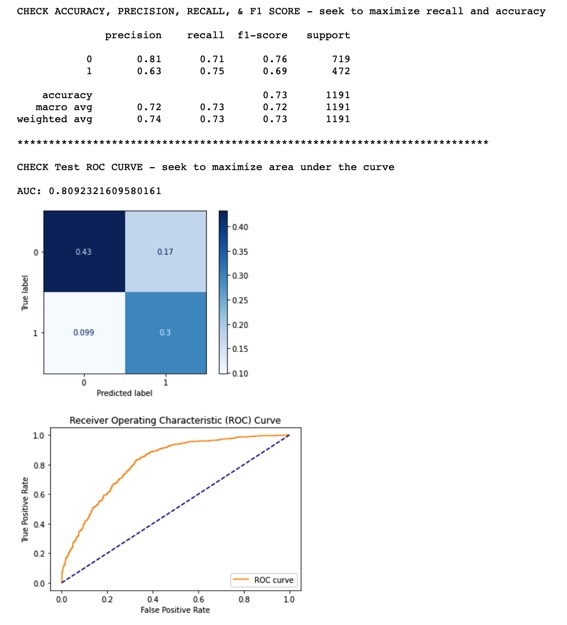 CHECK ACCURACY, PRECISION, RECALL, & F1 SCORE - seek to maximize recall and accuracy
precision recall f1-score support
0 0.81 0.71 0.76 719
1 0.63 0.75 0.69 472
accuracy 0.73 1191
macro avg 0.72 0.73 0.72 1191
weighted avg 0.74 0.73 0.73 1191
***************************************************************************
CHECK Test ROC CURVE - seek to maximize area under the curve
AUC: 0.8092321609580161
0.40
0 0.43 0.17 0.35
0.30
True label
0.25
0.20
1 0.099 0.3
0.15
0.10
0 1
Predicted label
Receiver Operating Characteristic (ROC) Curve
1.0
0.8
0.6
True Positive Rate
0.4
0.2
ROC curve
0.0
0.0 0.2 0.4 0.6 0.8 1.0
False Positive Rate